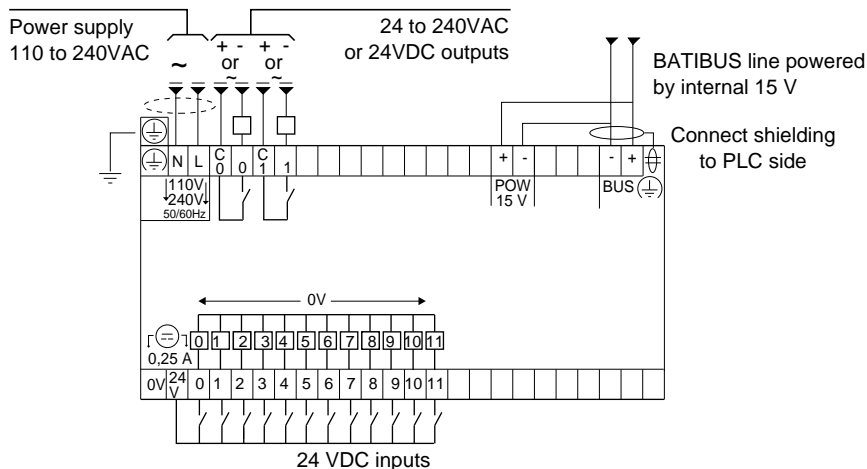 Power supply
110 to 240VAC
24 to 240VAC
or 24VDC outputs
~
+ - + -
or or
~ ~
BATIBUS line powered
by internal 15 V
Connect shielding
to PLC side
N L C0 0 C1 1 + - - +
110V
240V
50/60Hz
POW
15 V
BUS
0V
0 1 2 3 4 5 6 7 8 9 10 11
0,25 A
0V 24V 0 1 2 3 4 5 6 7 8 9 10 11
24 VDC inputs